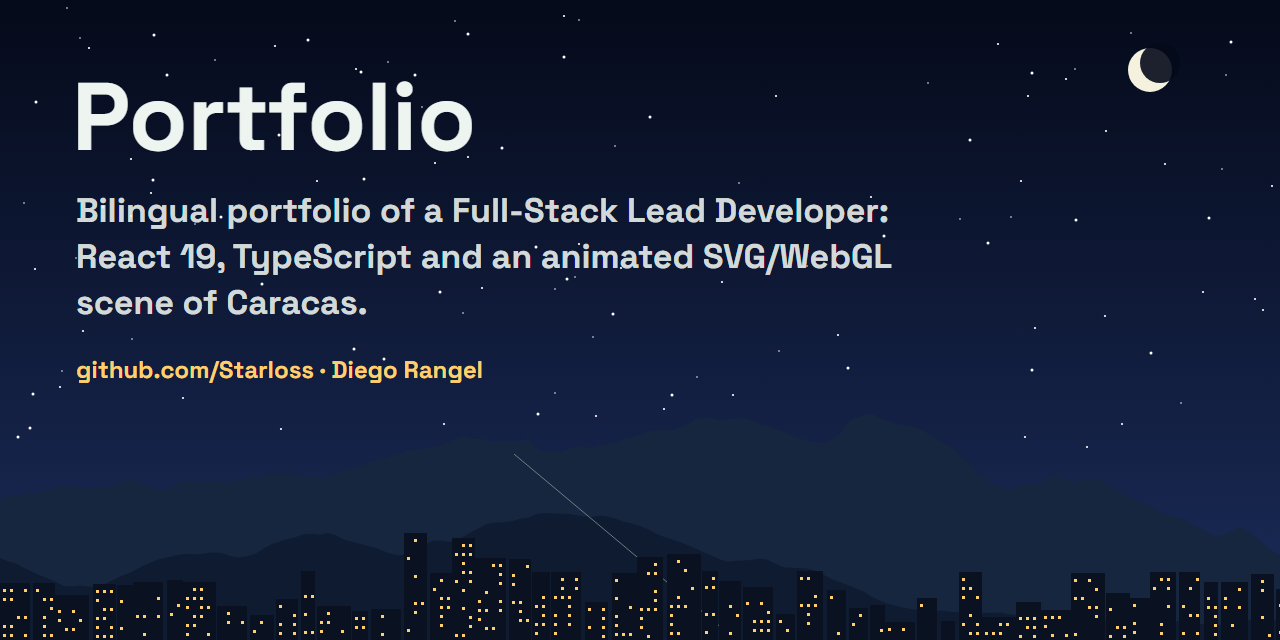 Portfolio
Bilingual portfolio of a Full-Stack Lead Developer:
React 19, TypeScript and an animated SVG/WebGL
scene of Caracas.
github.com/Starloss · Diego Rangel